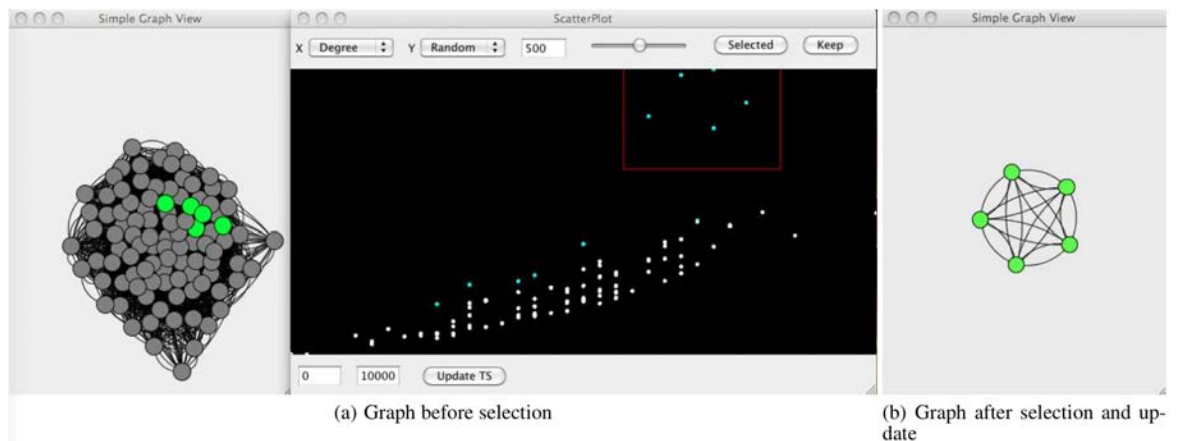 Simple Graph View
ScatterPlot
X Degree Y Random 500 Selected Keep
0 10000 Update TS
(a) Graph before selection
Simple Graph View
(b) Graph after selection and up-
date